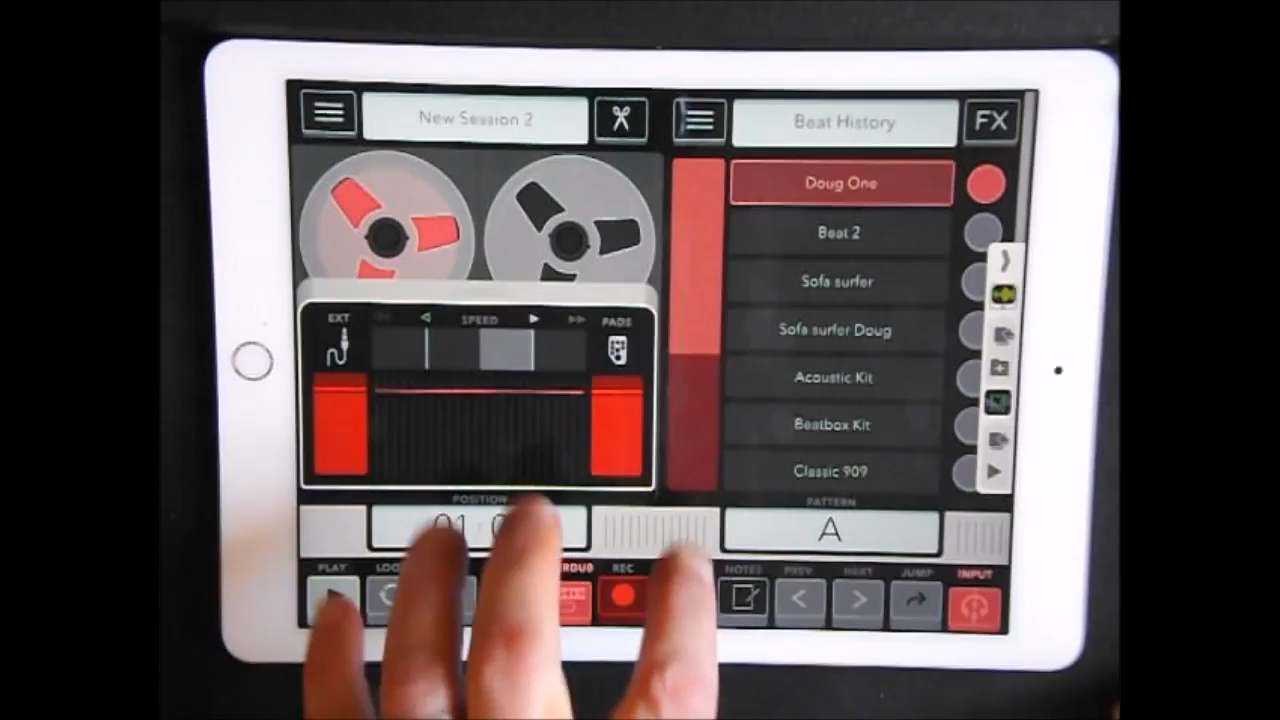 New Session 2
Beat History
FX
Doug One
Beat 2
Sofa surfer
Sofa surfer Doug
Acoustic Kit
Beatbox Kit
Classic 909
EXT
SPEED
PADS
POSITION
01
PATTERN
A
PLAY
REC
NOTES
PREV
NEXT
JUMP
INPUT